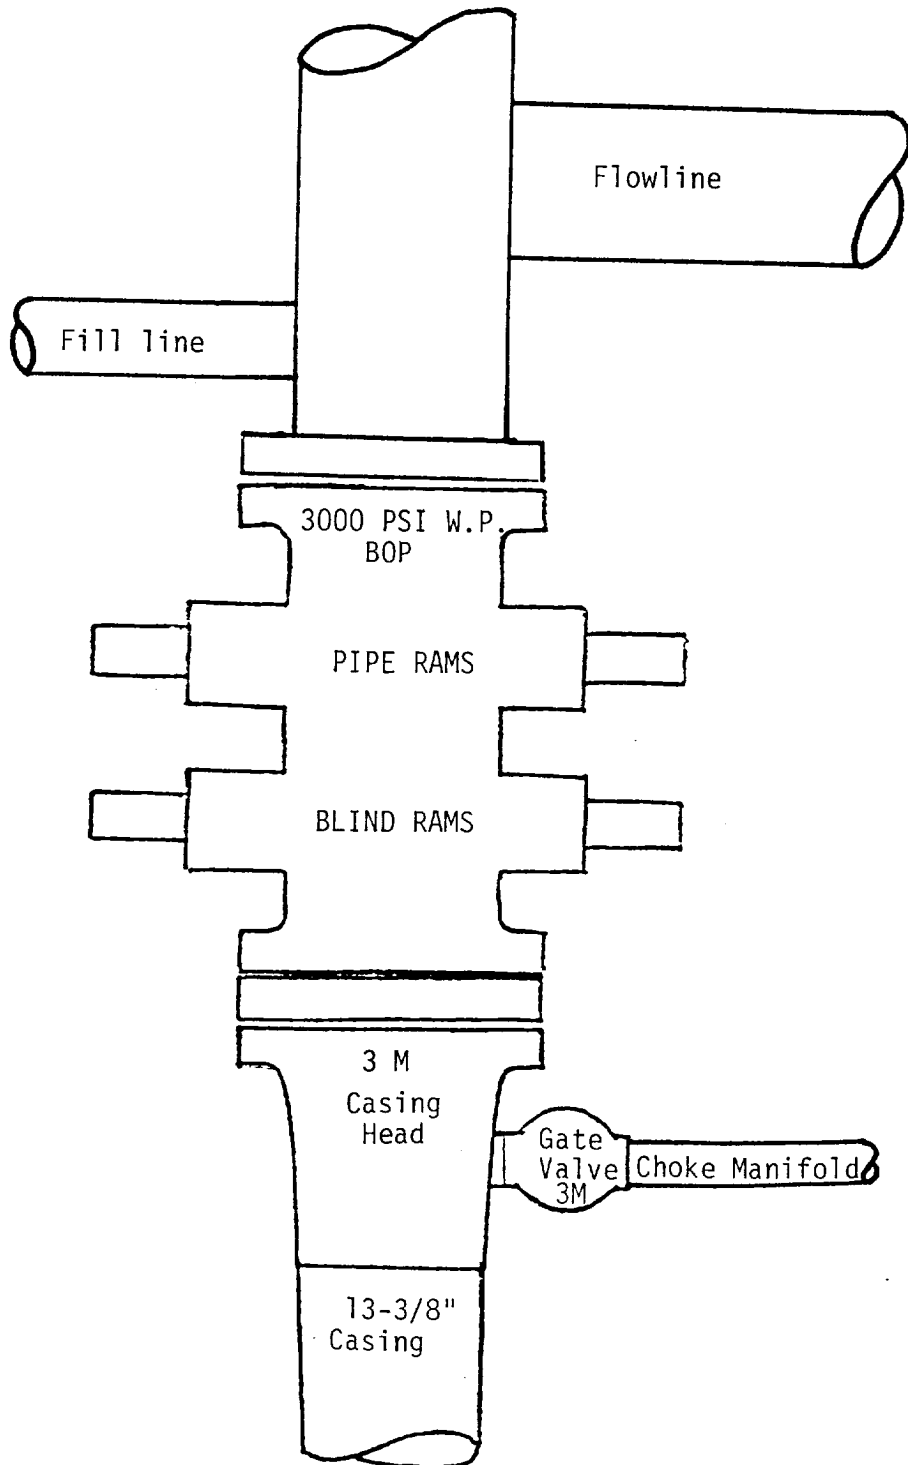 Flowline
Fill line
3000 PSI W.P.
BOP
PIPE RAMS
BLIND RAMS
3 M
Casing
Head
Gate
Valve
3M
Choke Manifold
13-3/8"
Casing